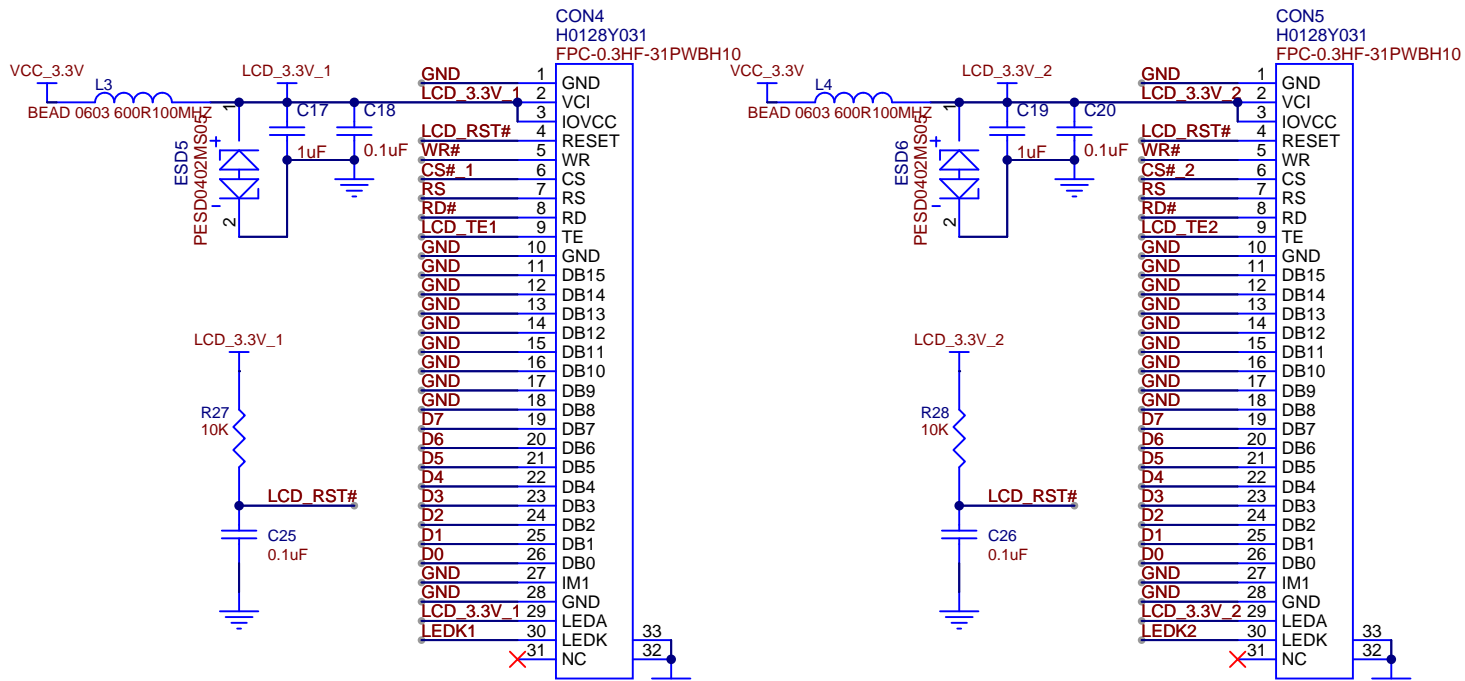 CON4
H0128Y031
FPC-0.3HF-31PWBH10
VCC_3.3V
L3
BEAD 0603 600R100MHZ
LCD_3.3V_1
C17
1uF
C18
0.1uF
1
+
ESD5
PESD0402MS05
-
2
GND 1 GND
LCD_3.3V_1 2 VCI
3 IOVCC
LCD_RST# 4 RESET
WR# 5 WR
CS#_1 6 CS
RS 7 RS
RD# 8 RD
LCD_TE1 9 TE
GND 10 GND
GND 11 DB15
GND 12 DB14
GND 13 DB13
GND 14 DB12
GND 15 DB11
GND 16 DB10
GND 17 DB9
GND 18 DB8
D7 19 DB7
D6 20 DB6
D5 21 DB5
D4 22 DB4
D3 23 DB3
D2 24 DB2
D1 25 DB1
D0 26 DB0
GND 27 IM1
GND 28 GND
LCD_3.3V_1 29 LEDA
LEDK1 30 LEDK 33
31 NC 32
LCD_3.3V_1
R27
10K
LCD_RST#
C25
0.1uF
CON5
H0128Y031
FPC-0.3HF-31PWBH10
VCC_3.3V
L4
BEAD 0603 600R100MHZ
LCD_3.3V_2
C19
1uF
C20
0.1uF
1
+
ESD6
PESD0402MS05
-
2
GND 1 GND
LCD_3.3V_2 2 VCI
3 IOVCC
LCD_RST# 4 RESET
WR# 5 WR
CS#_2 6 CS
RS 7 RS
RD# 8 RD
LCD_TE2 9 TE
GND 10 GND
GND 11 DB15
GND 12 DB14
GND 13 DB13
GND 14 DB12
GND 15 DB11
GND 16 DB10
GND 17 DB9
GND 18 DB8
D7 19 DB7
D6 20 DB6
D5 21 DB5
D4 22 DB4
D3 23 DB3
D2 24 DB2
D1 25 DB1
D0 26 DB0
GND 27 IM1
GND 28 GND
LCD_3.3V_2 29 LEDA
LEDK2 30 LEDK 33
31 NC 32
LCD_3.3V_2
R28
10K
LCD_RST#
C26
0.1uF